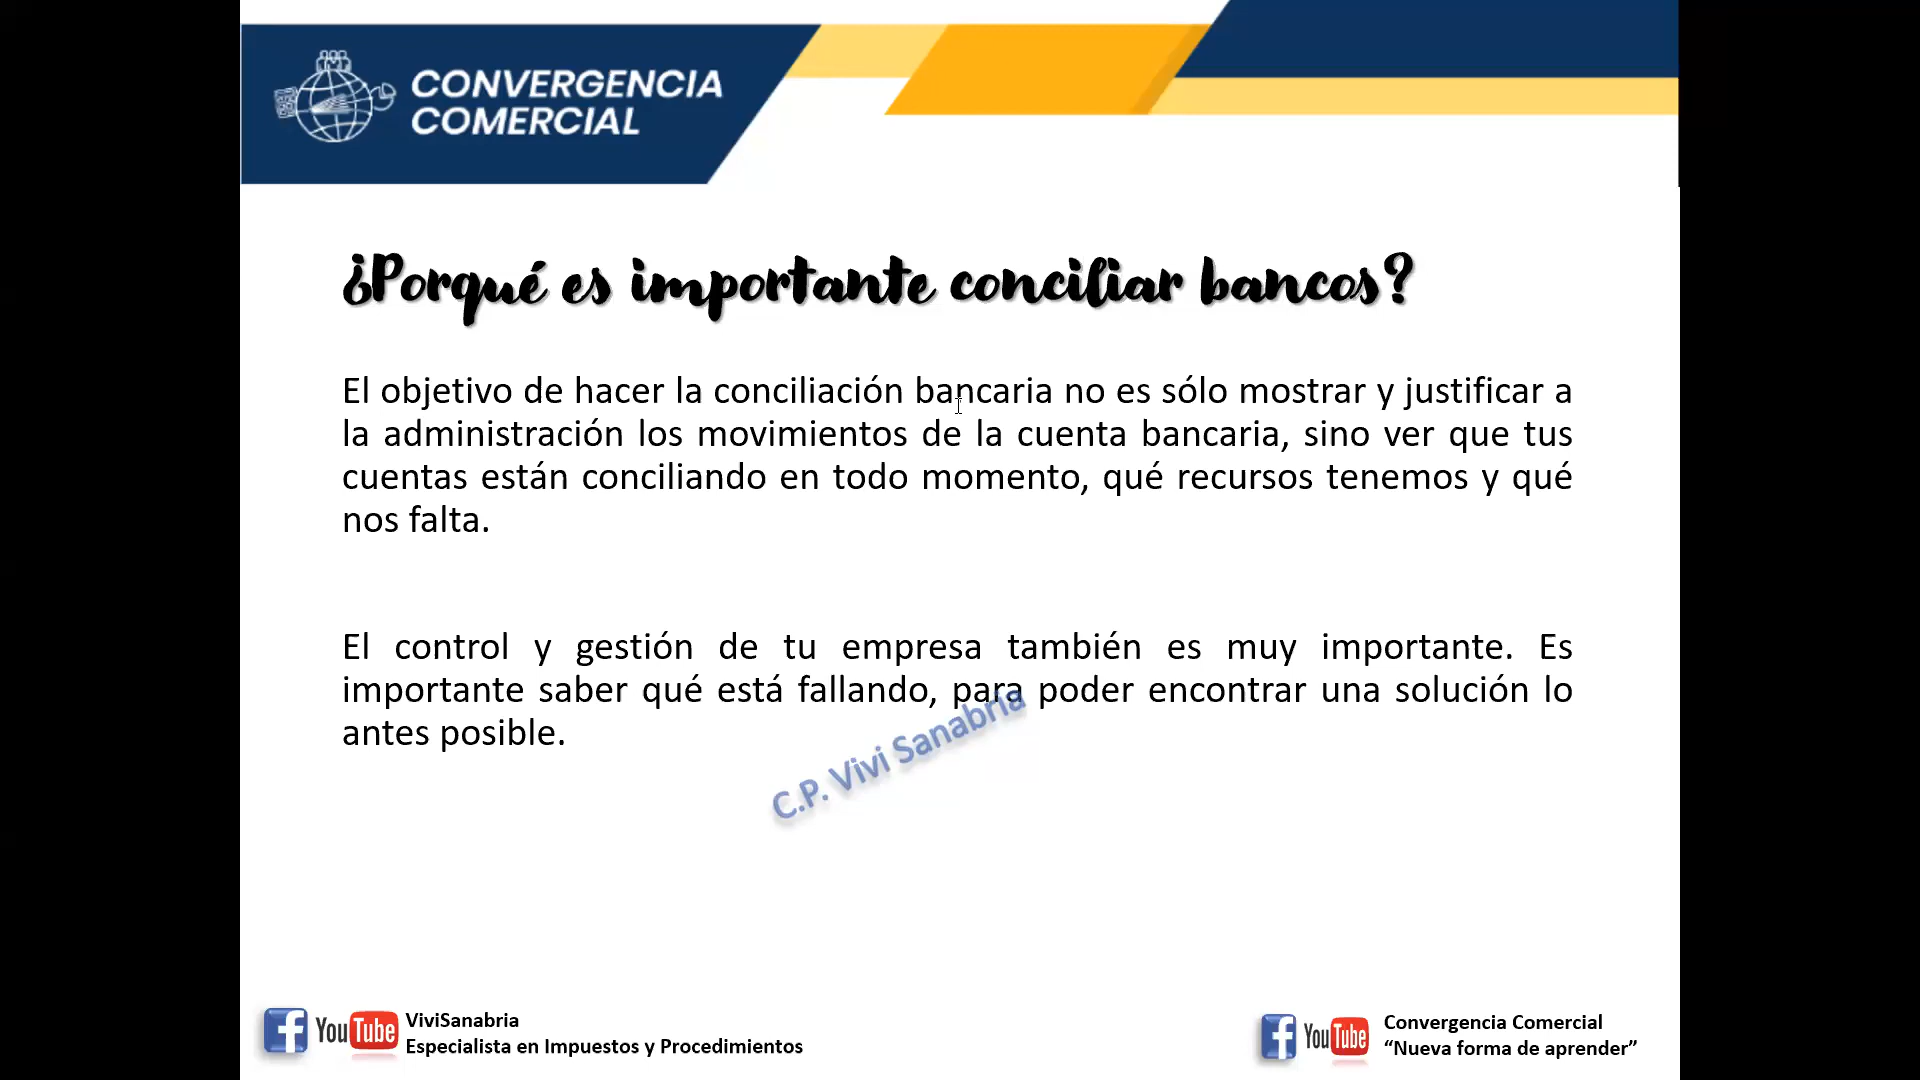 CONVERGENCIA
COMERCIAL
¿Porqué es importante conciliar bancos?
El objetivo de hacer la conciliación bancaria no es sólo mostrar y justificar a
la administración los movimientos de la cuenta bancaria, sino ver que tus
cuentas están conciliando en todo momento, qué recursos tenemos y qué
nos falta.
El control y gestión de tu empresa también es muy importante. Es
importante saber qué está fallando, para poder encontrar una solución lo
antes posible.
C.P. Vivi Sanabria
f YouTube ViviSanabria
Especialista en Impuestos y Procedimientos
f YouTube Convergencia Comercial
“Nueva forma de aprender”